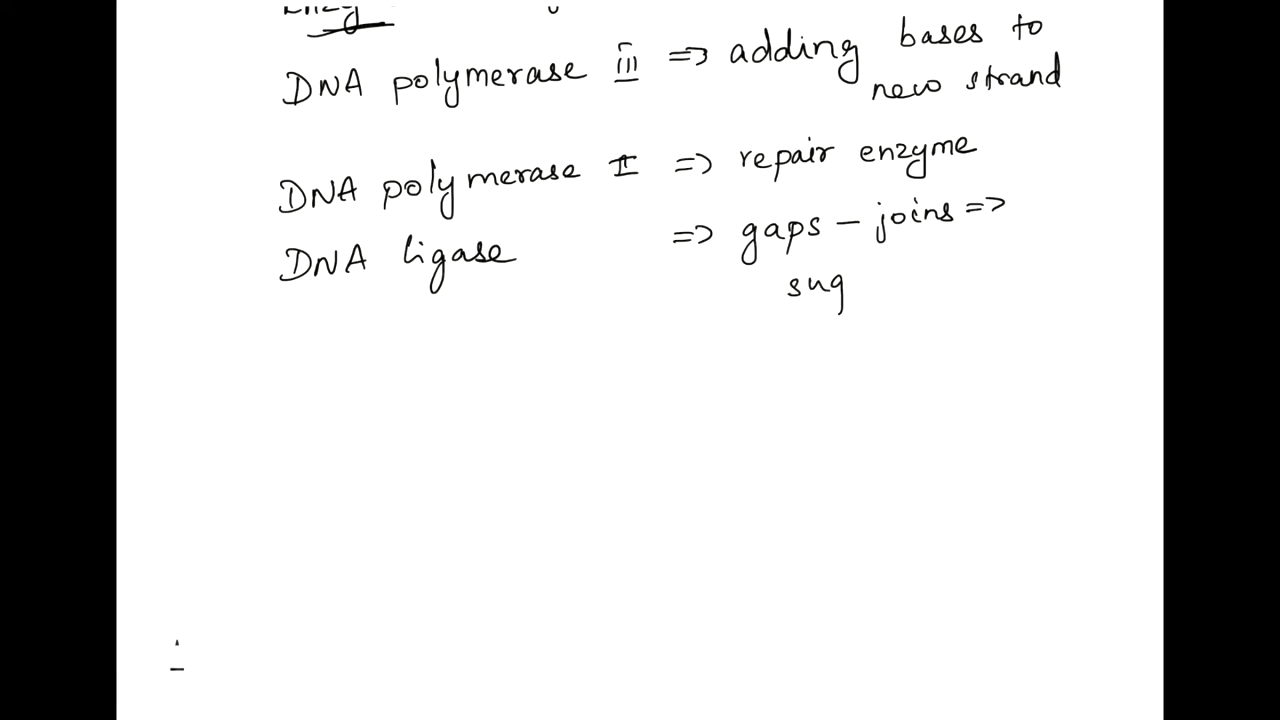 DNA polymerase III => adding bases to
new strand
DNA polymerase I => repair enzyme
DNA ligase => gaps - joins =>
sug